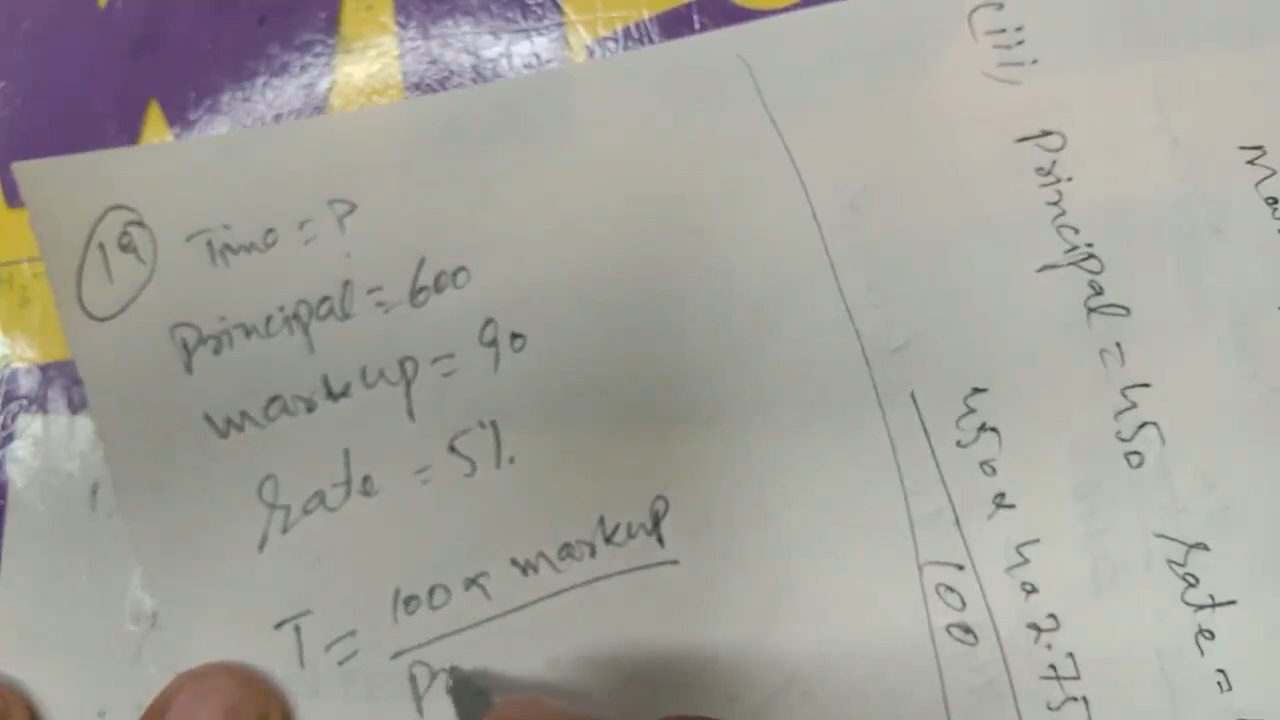 19 Time = ?
Principal = 600
markup = 90
rate = 5%
T = 100 x markup
Pr
(iii)
Principal = 450 rate =
450 x 4 x 2.75
100
Ma